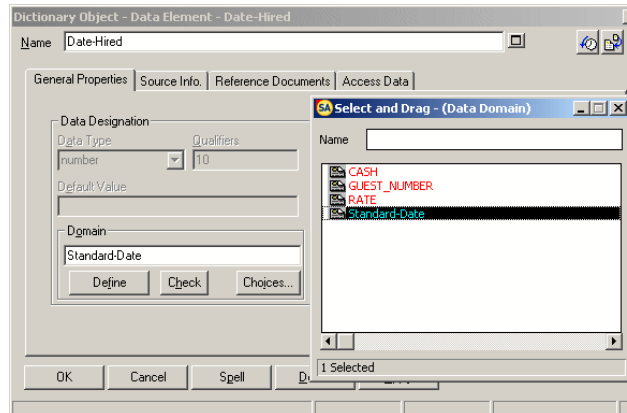 Dictionary Object - Data Element - Date-Hired
Name Date-Hired
General Properties Source Info. Reference Documents Access Data
Data Designation
Data Type Qualifiers
number 10
Default Value
Domain
Standard-Date
Define Check Choices...
OK Cancel Spell
SA Select and Drag - (Data Domain)
Name
CASH
GUEST_NUMBER
RATE
Standard-Date
1 Selected